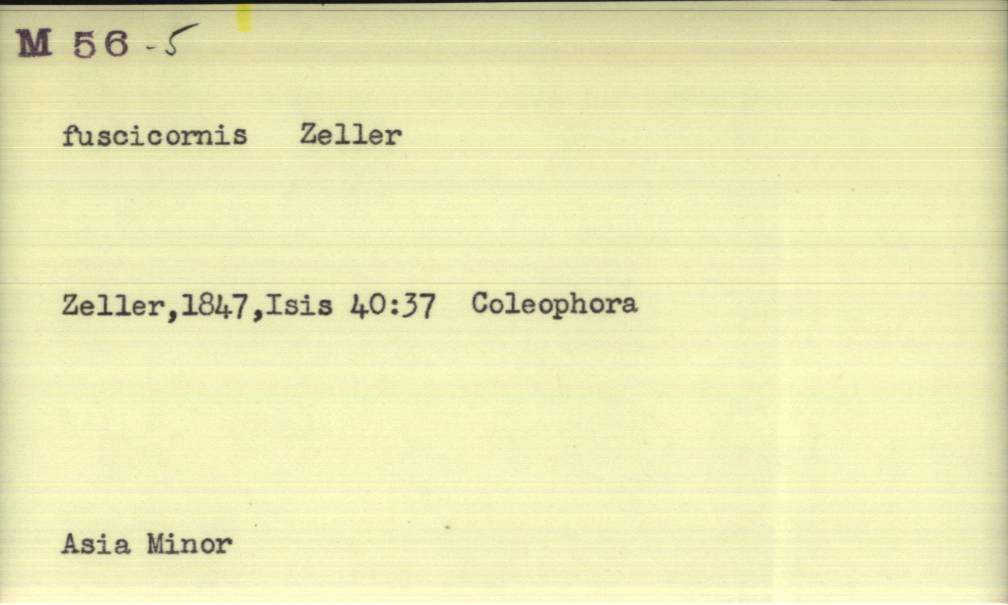 M 56 -5
fuscicornis Zeller
Zeller,1847,Isis 40:37 Coleophora
Asia Minor